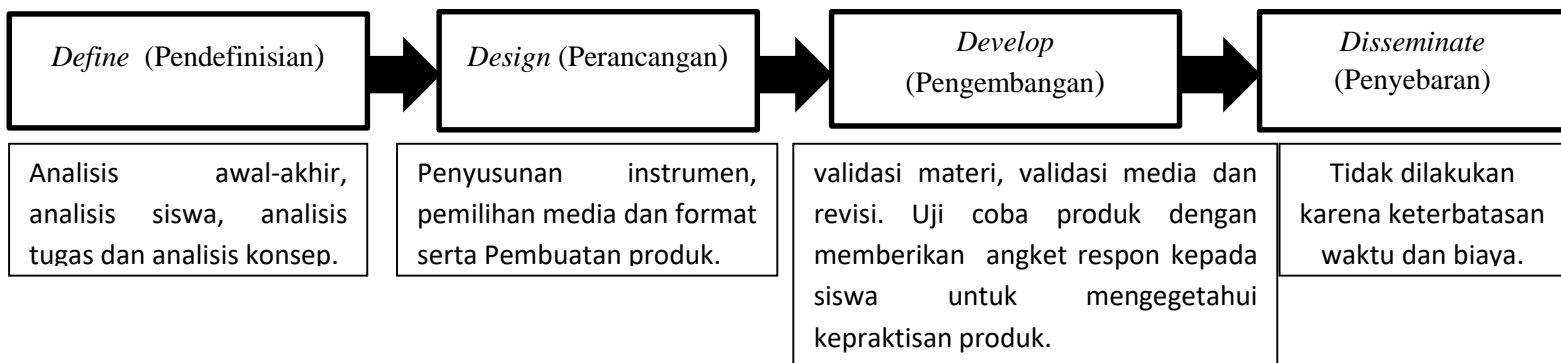 Define (Pendefinisian)
Design (Perancangan)
Develop
(Pengembangan)
Disseminate
(Penyebaran)
Analisis awal-akhir,
analisis siswa, analisis
tugas dan analisis konsep.
Penyusunan instrumen,
pemilihan media dan format
serta Pembuatan produk.
validasi materi, validasi media dan
revisi. Uji coba produk dengan
memberikan angket respon kepada
siswa untuk mengegetahui
kepraktisan produk.
Tidak dilakukan
karena keterbatasan
waktu dan biaya.